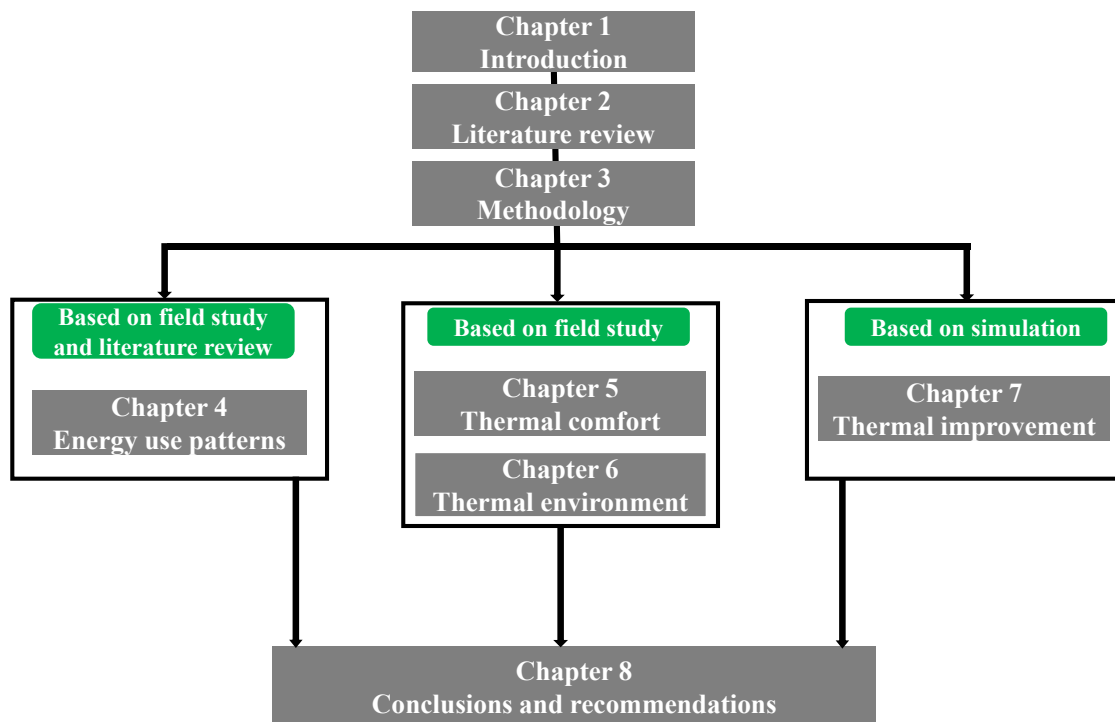 Chapter 1
Introduction
Chapter 2
Literature review
Chapter 3
Methodology
Based on field study
and literature review
Chapter 4
Energy use patterns
Based on field study
Chapter 5
Thermal comfort
Chapter 6
Thermal environment
Based on simulation
Chapter 7
Thermal improvement
Chapter 8
Conclusions and recommendations